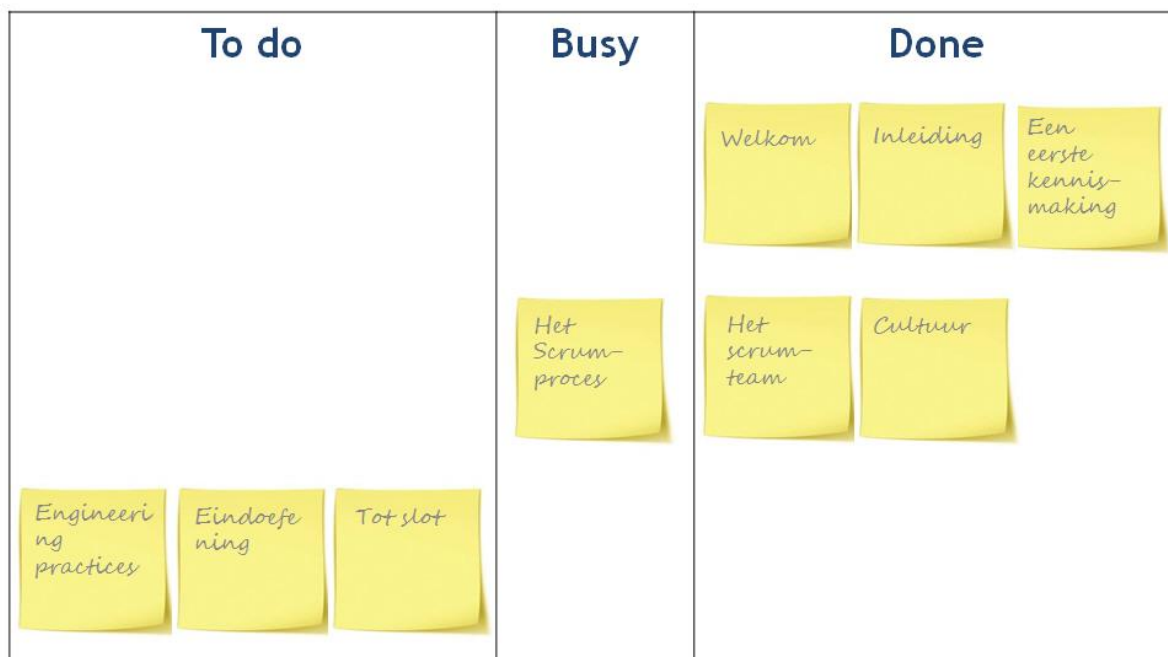 To do
Busy
Done
Welkom
Inleiding
Een
eerste
kennis-
making
Het
Scrum-
proces
Het
scrum-
team
Cultuur
Engineeri
ng
practices
Eindoefe
ning
Tot slot